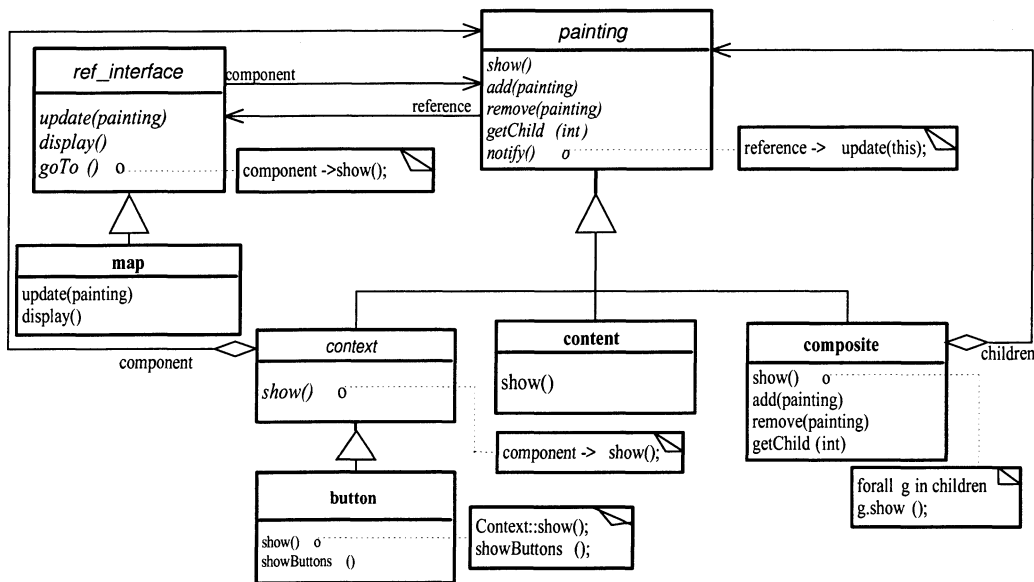 painting
show()
add(painting)
remove(painting)
getChild (int)
notify() o
reference -> update(this);
ref_interface
update(painting)
display()
goTo () o
component ->show();
component
reference
map
update(painting)
display()
component
context
show() o
component -> show();
content
show()
composite
show() o
add(painting)
remove(painting)
getChild (int)
children
forall g in children
g.show ();
button
show() o
showButtons ()
Context::show();
showButtons ();